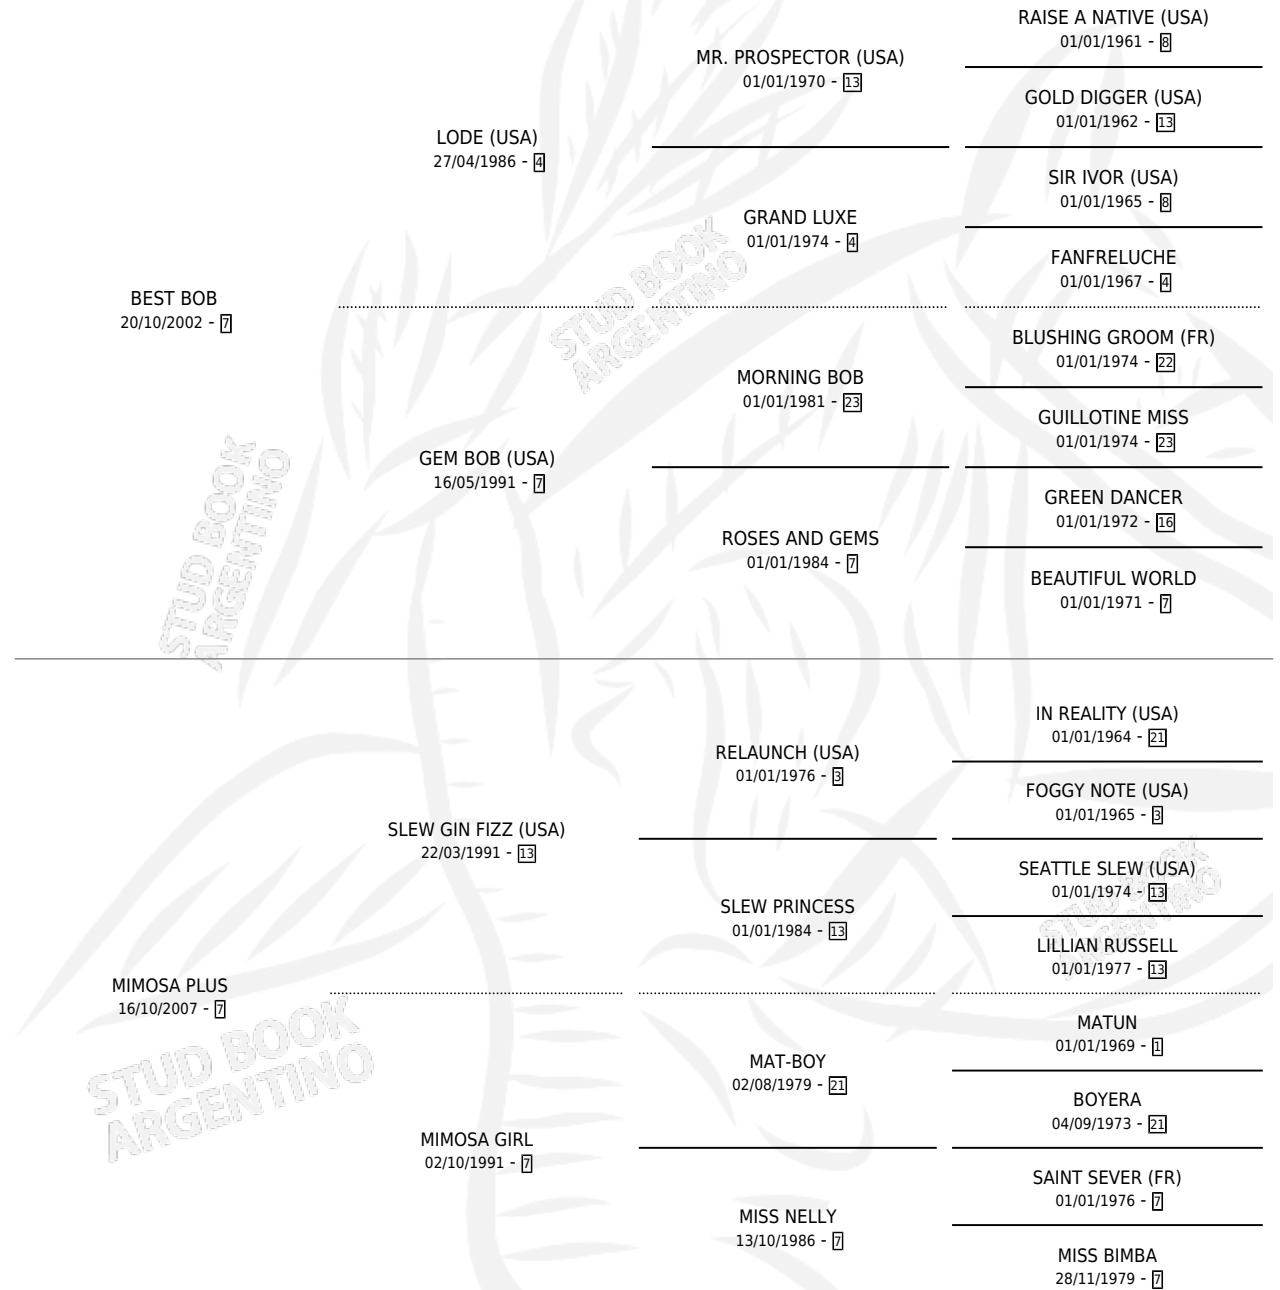 RAISE A NATIVE (USA)
01/01/1961 - 8
MR. PROSPECTOR (USA)
01/01/1970 - 13
GOLD DIGGER (USA)
01/01/1962 - 13
LODE (USA)
27/04/1986 - 4
SIR IVOR (USA)
01/01/1965 - 8
GRAND LUXE
01/01/1974 - 4
FANFRELUCHE
01/01/1967 - 4
BEST BOB
20/10/2002 - 7
BLUSHING GROOM (FR)
01/01/1974 - 22
MORNING BOB
01/01/1981 - 23
GUILLOTINE MISS
01/01/1974 - 23
GEM BOB (USA)
16/05/1991 - 7
GREEN DANCER
01/01/1972 - 16
ROSES AND GEMS
01/01/1984 - 7
BEAUTIFUL WORLD
01/01/1971 - 7
STUD BOOK
ARGENTINO
STUD BOOK
ARGENTINO
IN REALITY (USA)
01/01/1964 - 21
RELAUNCH (USA)
01/01/1976 - 3
FOGGY NOTE (USA)
01/01/1965 - 3
SLEW GIN FIZZ (USA)
22/03/1991 - 13
SEATTLE SLEW (USA)
01/01/1974 - 13
SLEW PRINCESS
01/01/1984 - 13
LILLIAN RUSSELL
01/01/1977 - 13
MIMOSA PLUS
16/10/2007 - 7
MATUN
01/01/1969 - 1
MAT-BOY
02/08/1979 - 21
BOYERA
04/09/1973 - 21
MIMOSA GIRL
02/10/1991 - 7
SAINT SEVER (FR)
01/01/1976 - 7
MISS NELLY
13/10/1986 - 7
MISS BIMBA
28/11/1979 - 7
STUD BOOK
ARGENTINO
STUD BOOK
ARGENTINO